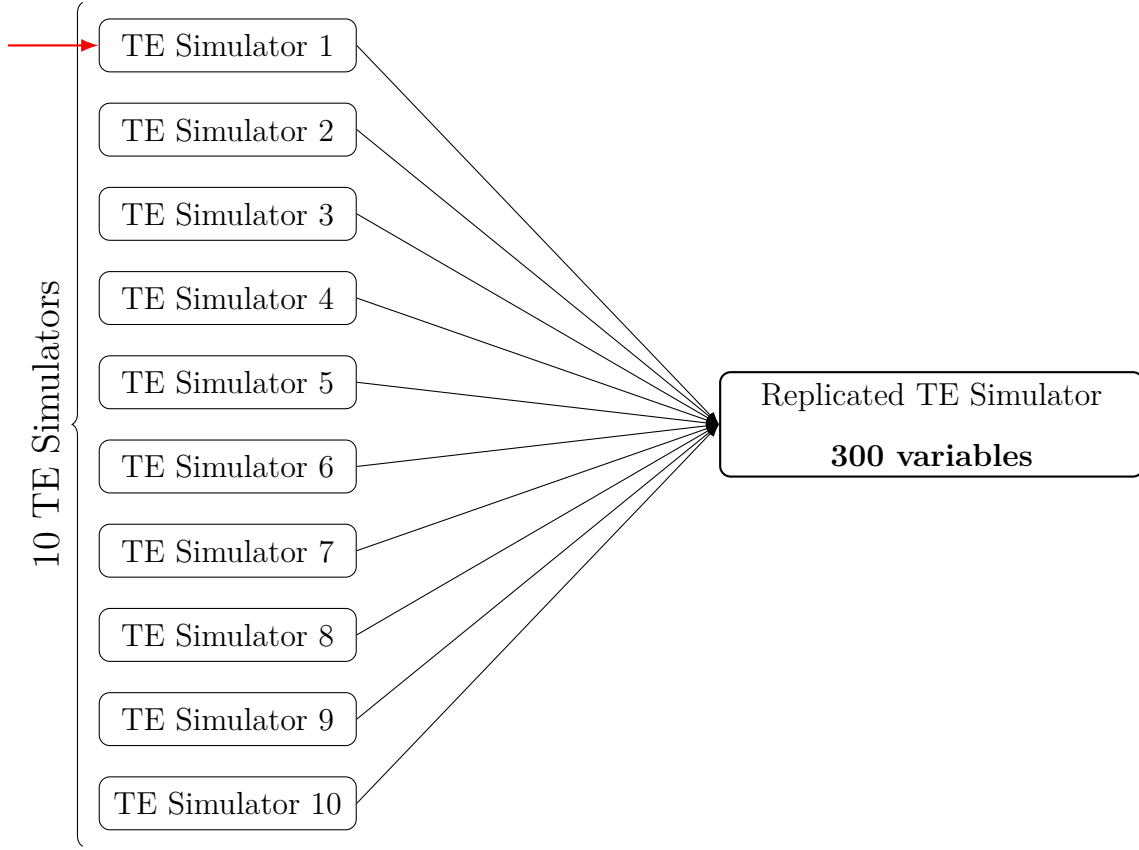 10 TE Simulators
TE Simulator 1
TE Simulator 2
TE Simulator 3
TE Simulator 4
TE Simulator 5
TE Simulator 6
TE Simulator 7
TE Simulator 8
TE Simulator 9
TE Simulator 10
Replicated TE Simulator
300 variables